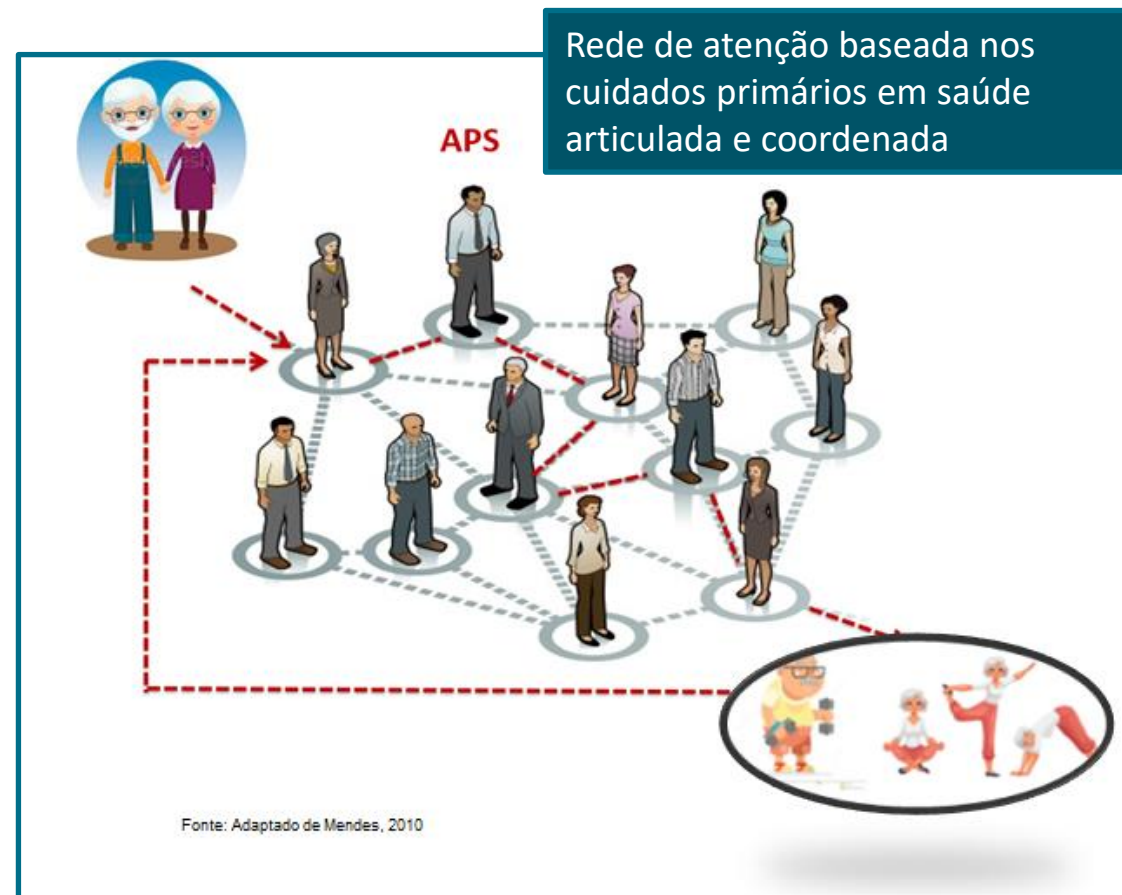 Rede de atenção baseada nos
cuidados primários em saúde
articulada e coordenada
APS
Fonte: Adaptado de Mendes, 2010